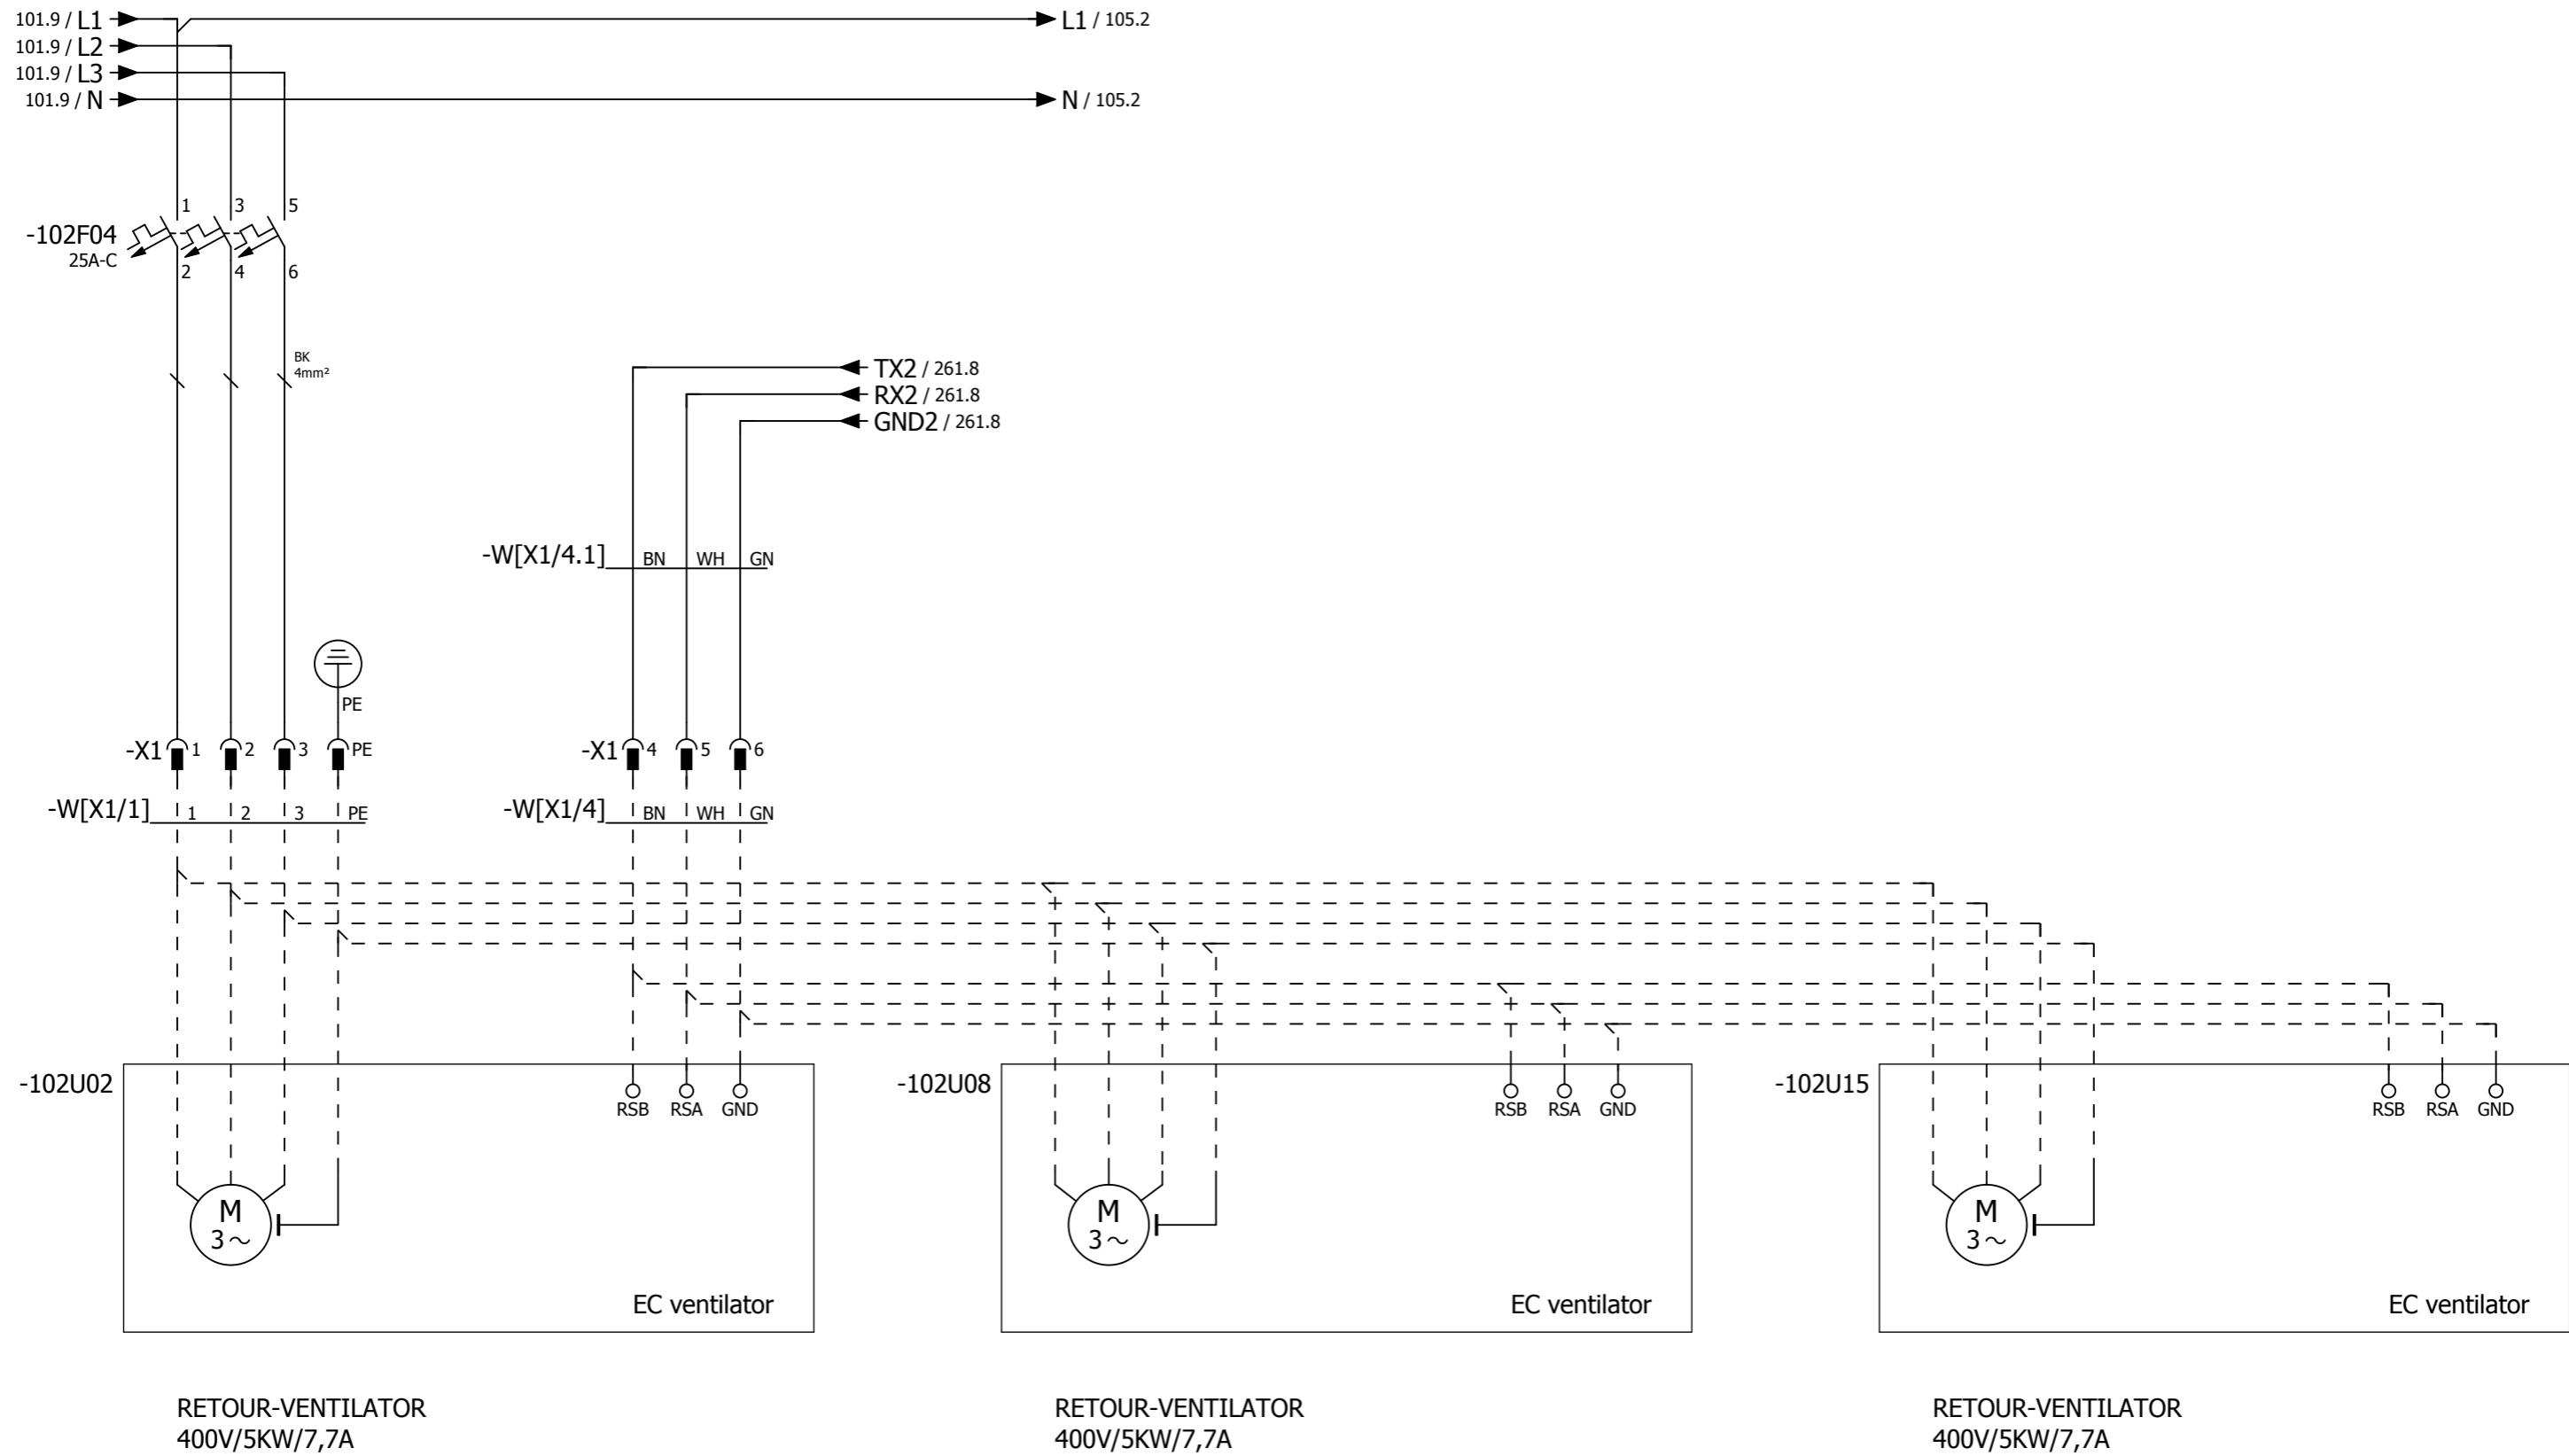 101.9 / L1
L1 / 105.2
101.9 / L2
101.9 / L3
101.9 / N
N / 105.2
1 3 5
-102F04
25A-C
2 4 6
BK
4mm²
TX2 / 261.8
RX2 / 261.8
GND2 / 261.8
-W[X1/4.1] BN WH GN
PE
-X1 1 2 3 PE
-X1 4 5 6
-W[X1/1] 1 2 3 PE
-W[X1/4] BN WH GN
-102U02
RSB RSA GND
M
3~
EC ventilator
-102U08
RSB RSA GND
M
3~
EC ventilator
-102U15
RSB RSA GND
M
3~
EC ventilator
RETOUR-VENTILATOR
400V/5KW/7,7A
RETOUR-VENTILATOR
400V/5KW/7,7A
RETOUR-VENTILATOR
400V/5KW/7,7A